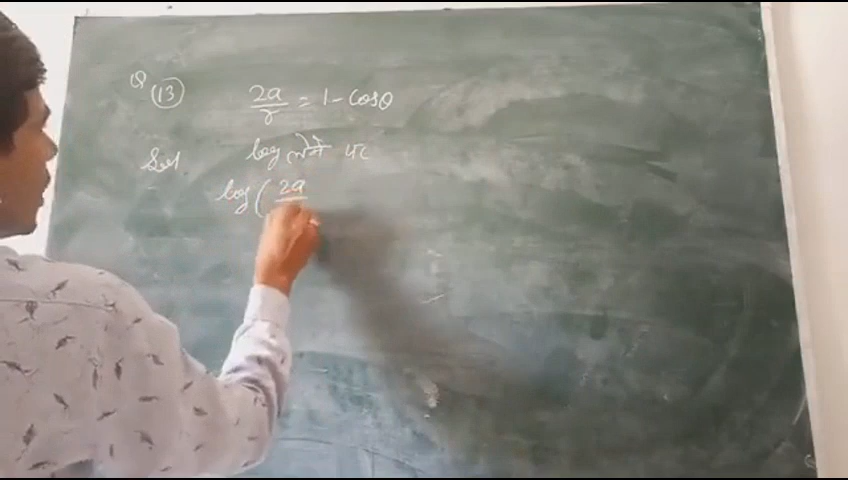 Q (13) 2a/r = 1 - cosθ
Sol log लेने पर
log ( 2a